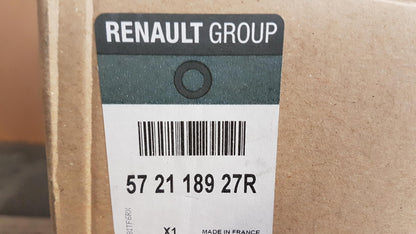 RENAULT GROUP
57 21 189 27R
X1 MADE IN FRANCE